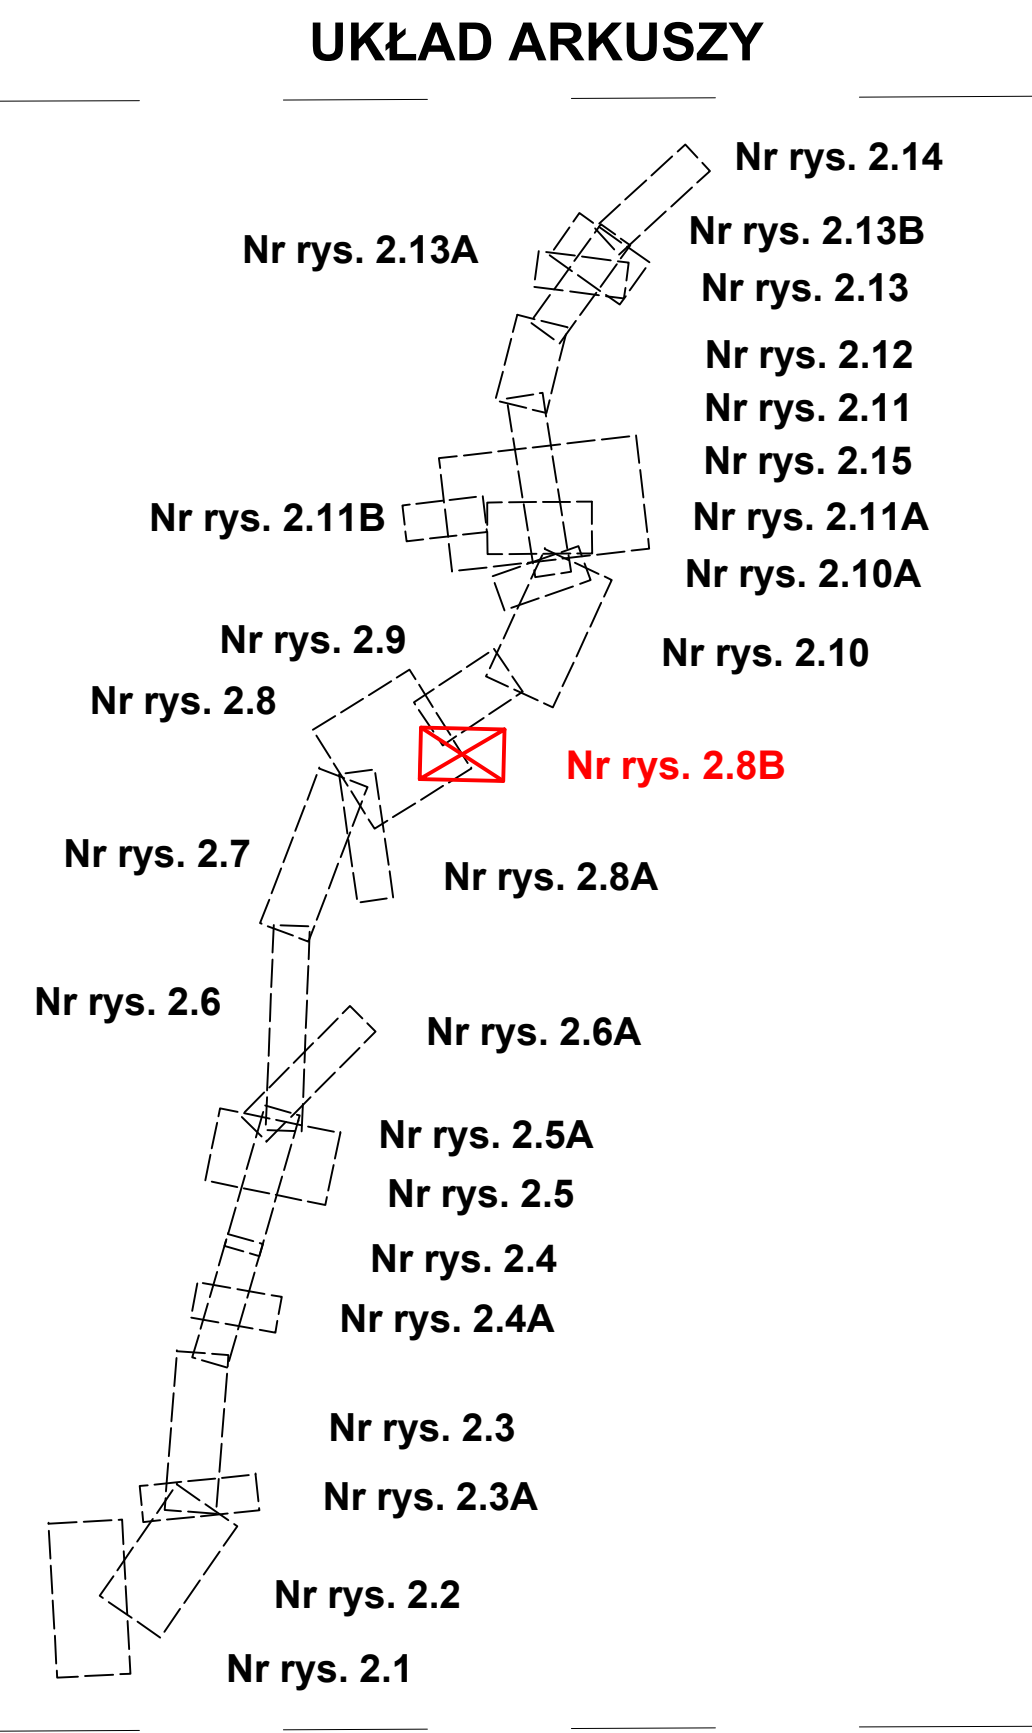 UKŁAD ARKUSZY
Nr rys. 2.14
Nr rys. 2.13B
Nr rys. 2.13A
Nr rys. 2.13
Nr rys. 2.12
Nr rys. 2.11
Nr rys. 2.15
Nr rys. 2.11B
Nr rys. 2.11A
Nr rys. 2.10A
Nr rys. 2.9
Nr rys. 2.10
Nr rys. 2.8
Nr rys. 2.8B
Nr rys. 2.7
Nr rys. 2.8A
Nr rys. 2.6
Nr rys. 2.6A
Nr rys. 2.5A
Nr rys. 2.5
Nr rys. 2.4
Nr rys. 2.4A
Nr rys. 2.3
Nr rys. 2.3A
Nr rys. 2.2
Nr rys. 2.1